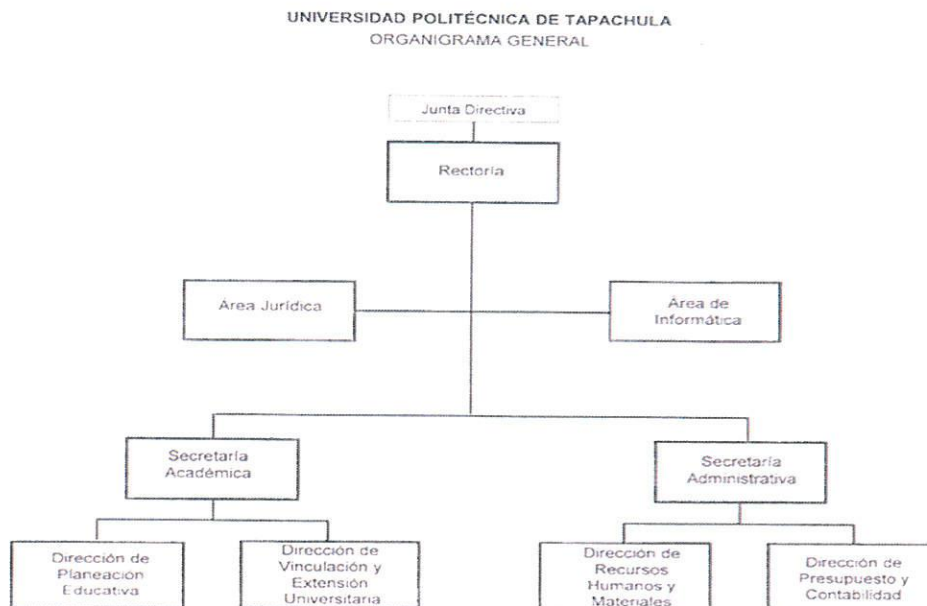 UNIVERSIDAD POLITÉCNICA DE TAPACHULA
ORGANIGRAMA GENERAL
Junta Directiva
Rectoría
Area Jurídica
Área de
Informática
Secretaría
Académica
Secretaría
Administrativa
Dirección de
Planeación
Educativa
Dirección de
Vinculación y
Extensión
Universitaria
Dirección de
Recursos
Humanos y
Materiales
Dirección de
Presupuesto y
Contabilidad